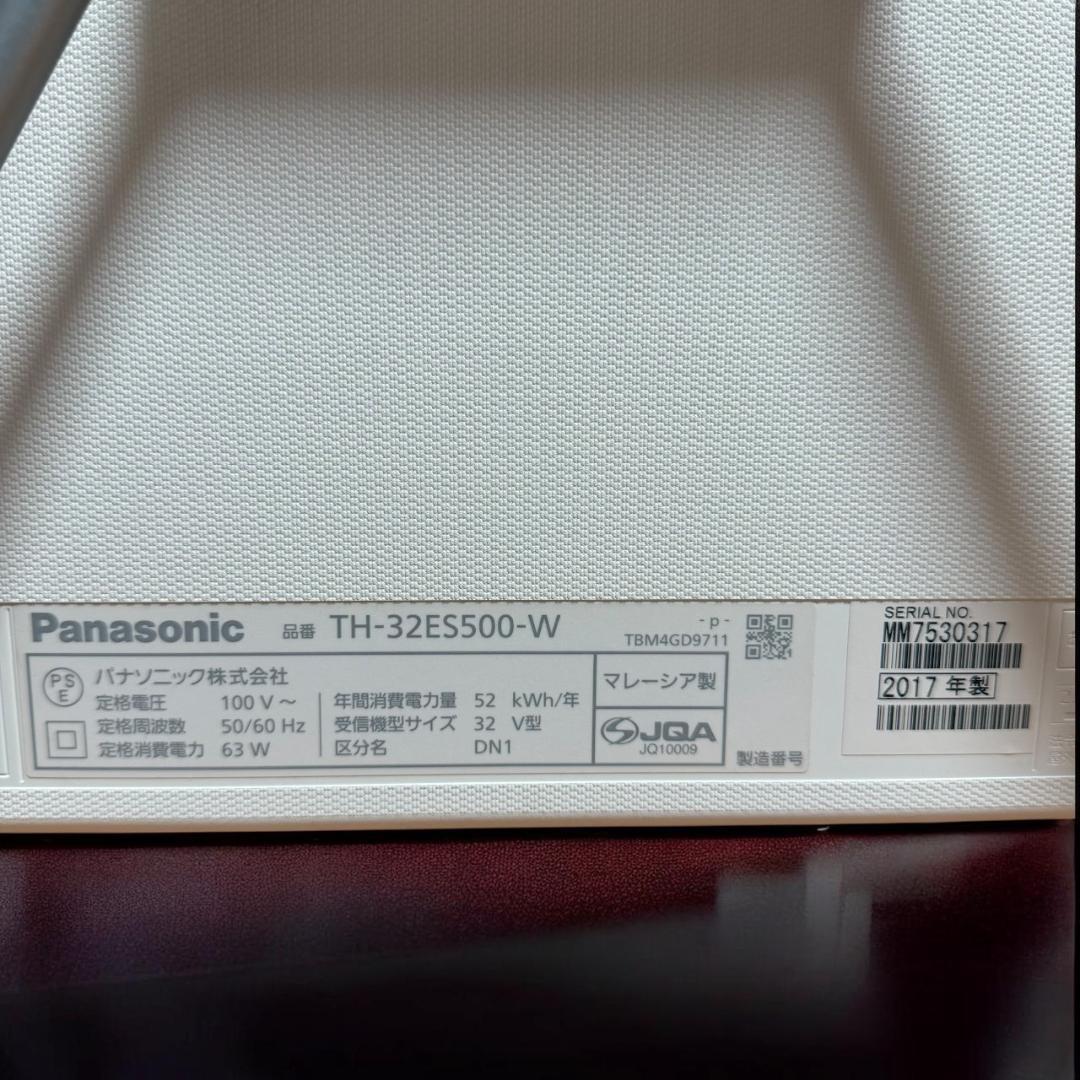 Panasonic 品番 TH-32ES500-W
-p-
TBM4GD9711
PS
E
パナソニック株式会社
定格電圧 100 V ~
定格周波数 50/60 Hz
定格消費電力 63 W
年間消費電力量 52 kWh/年
受信機型サイズ 32 V型
区分名 DN1
マレーシア製
JQA
JQ10009
製造番号
SERIAL NO.
MM7530317
2017 年製